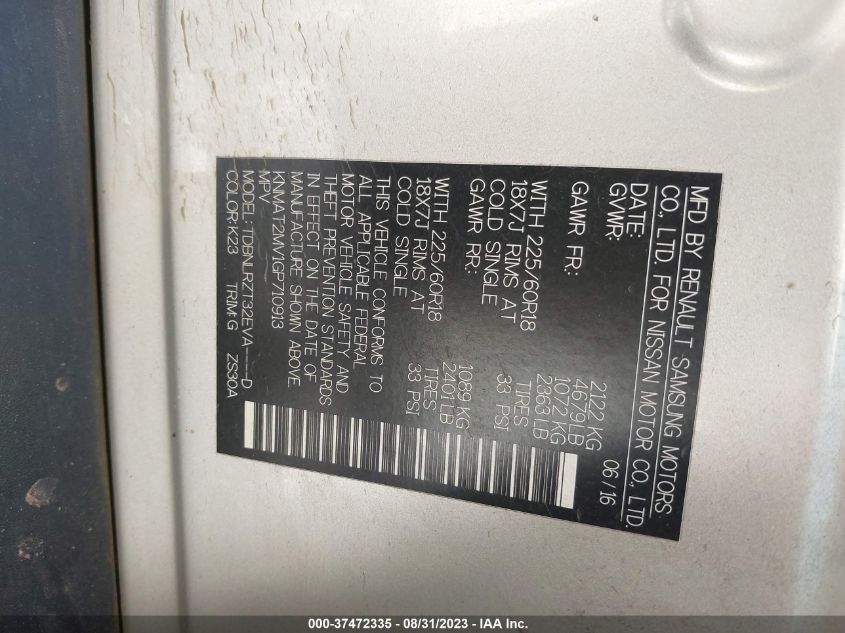 MFD BY RENAULT SAMSUNG MOTORS
CO., LTD. FOR NISSAN MOTOR CO., LTD.
DATE: 06/16
GVWR: 2122 KG
4679 LB
GAWR FR: 1072 KG
2363 LB
WITH 225/60R18 TIRES
18X7J RIMS AT 33 PSI
COLD SINGLE
GAWR RR: 1089 KG
2401 LB
WITH 225/60R18 TIRES
18X7J RIMS AT 33 PSI
COLD SINGLE
THIS VEHICLE CONFORMS TO
ALL APPLICABLE FEDERAL
MOTOR VEHICLE SAFETY AND
THEFT PREVENTION STANDARDS
IN EFFECT ON THE DATE OF
MANUFACTURE SHOWN ABOVE.
KNMAT2MV1GP710913
MPV
MODEL: TDBNLRZT32EVA----D
COLOR: K23 TRIM: G ZS30A
000-37472335 - 08/31/2023 - IAA Inc.